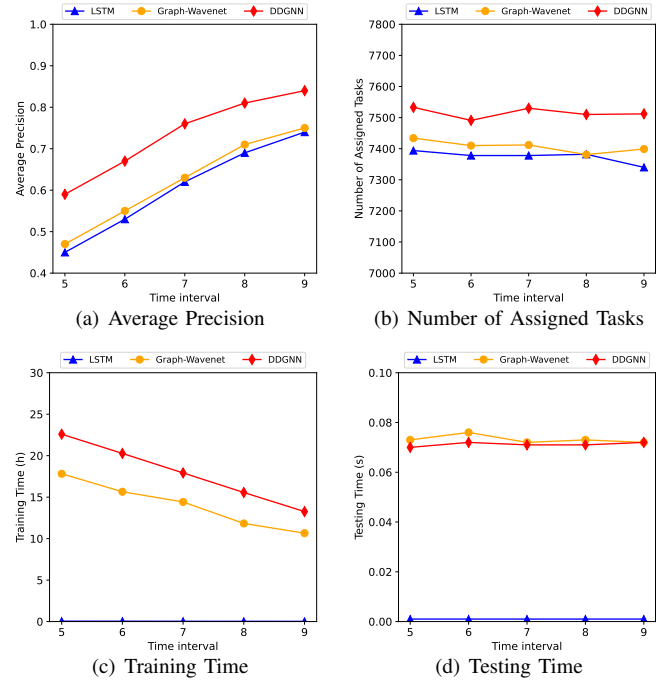 LSTM Graph-Wavenet DDGNN
1.0
0.9
0.8
0.7
0.6
0.5
0.4
Average Precision
5 6 7 8 9
Time interval
(a) Average Precision
LSTM Graph-Wavenet DDGNN
7800
7700
7600
7500
7400
7300
7200
7100
7000
Number of Assigned Tasks
5 6 7 8 9
Time interval
(b) Number of Assigned Tasks
LSTM Graph-Wavenet DDGNN
30
25
20
15
10
5
0
Training Time (h)
5 6 7 8 9
Time interval
(c) Training Time
LSTM Graph-Wavenet DDGNN
0.10
0.08
0.06
0.04
0.02
0.00
Testing Time (s)
5 6 7 8 9
Time interval
(d) Testing Time